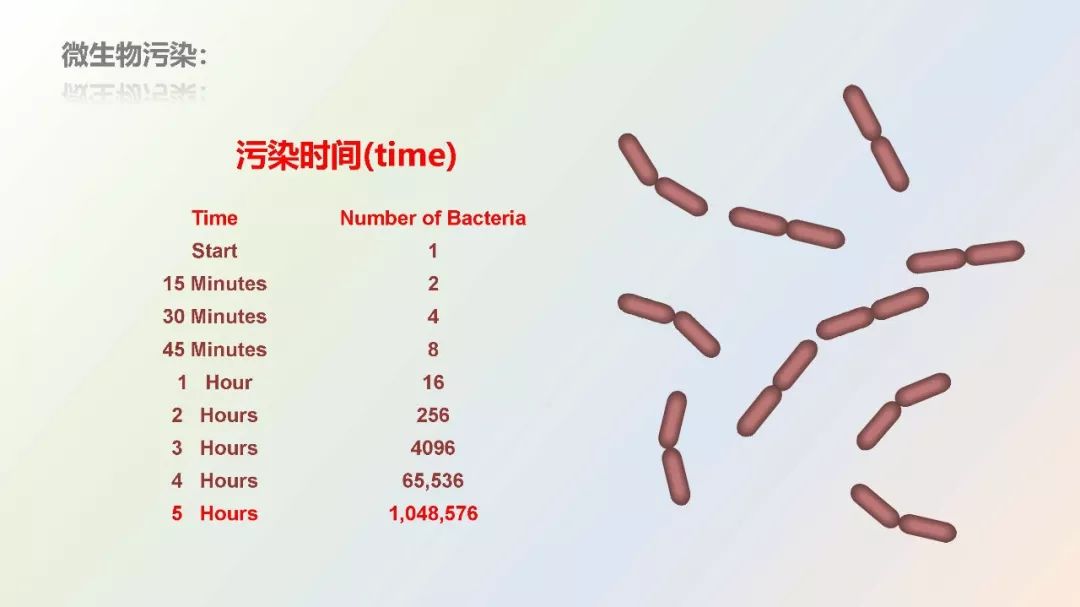 微生物污染:
污染时间(time)
Time Number of Bacteria
Start 1
15 Minutes 2
30 Minutes 4
45 Minutes 8
1 Hour 16
2 Hours 256
3 Hours 4096
4 Hours 65,536
5 Hours 1,048,576